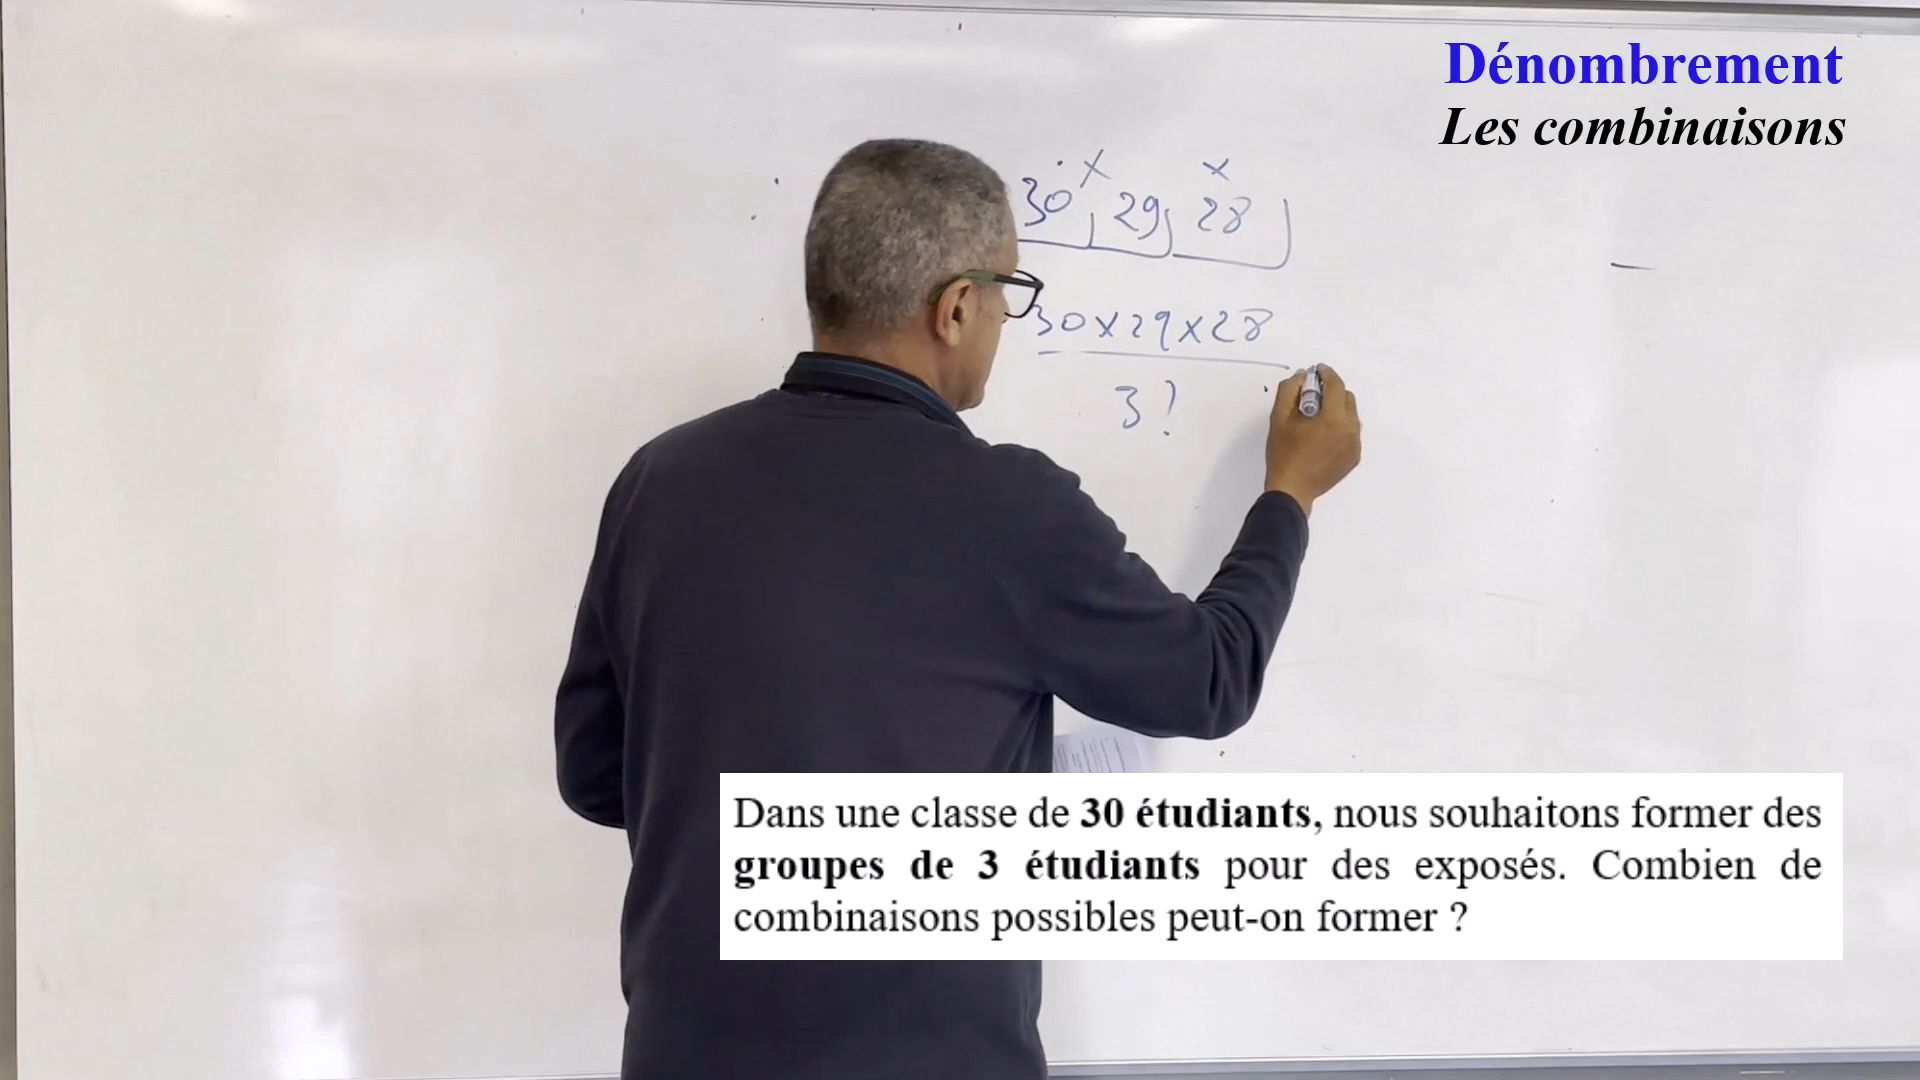 Dénombrement
Les combinaisons
x x
30 29 28
30x29x28
3!
Dans une classe de 30 étudiants, nous souhaitons former des
groupes de 3 étudiants pour des exposés. Combien de
combinaisons possibles peut-on former ?